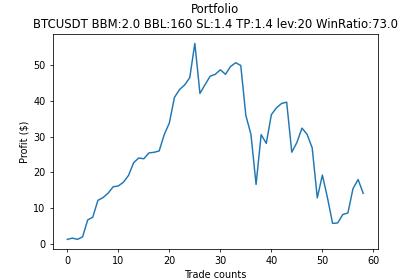 Portfolio
BTCUSDT BBM:2.0 BBL:160 SL:1.4 TP:1.4 lev:20 WinRatio:73.0
Profit ($)
50
40
30
20
10
0
0 10 20 30 40 50 60
Trade counts